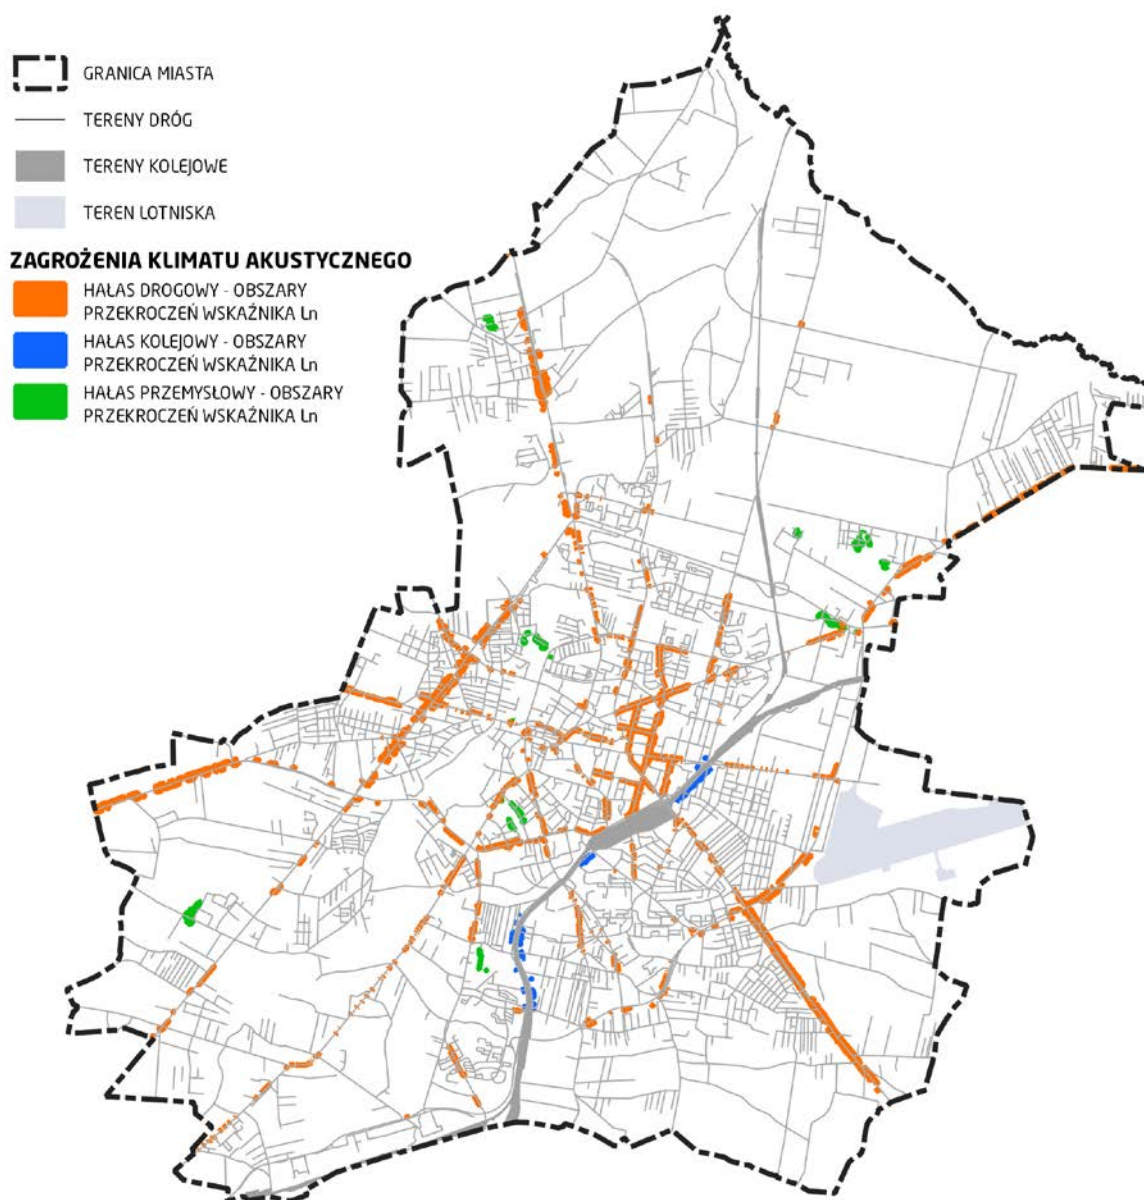 GRANICA MIASTA
TERENY DRÓG
TERENY KOLEJOWE
TEREN LOTNISKA
ZAGROŻENIA KLIMATU AKUSTYCZNEGO
HAŁAS DROGOWY - OBSZARY
PRZEKROCZEŃ WSKAŹNIKA Ln
HAŁAS KOLEJOWY - OBSZARY
PRZEKROCZEŃ WSKAŹNIKA Ln
HAŁAS PRZEMYSŁOWY - OBSZARY
PRZEKROCZEŃ WSKAŹNIKA Ln